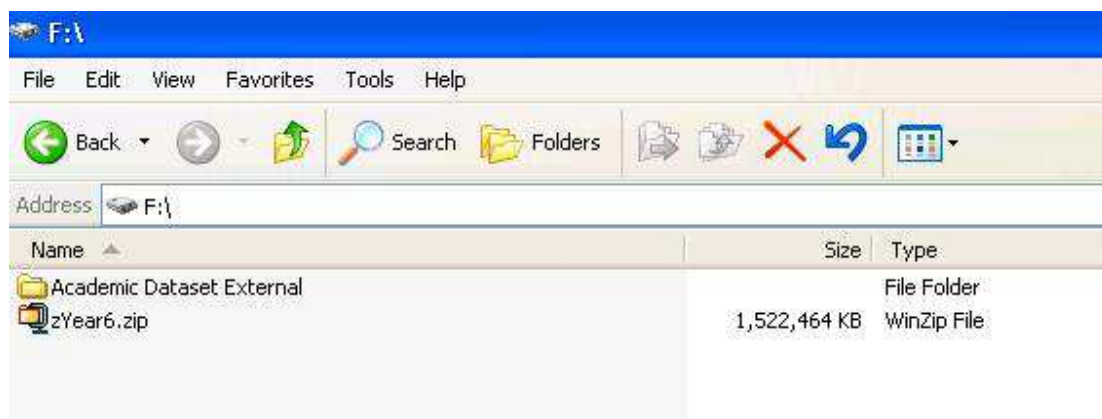 F:\
File Edit View Favorites Tools Help
Back Search Folders
Address F:\
Name Size Type
Academic Dataset External File Folder
zYear6.zip 1,522,464 KB WinZip File